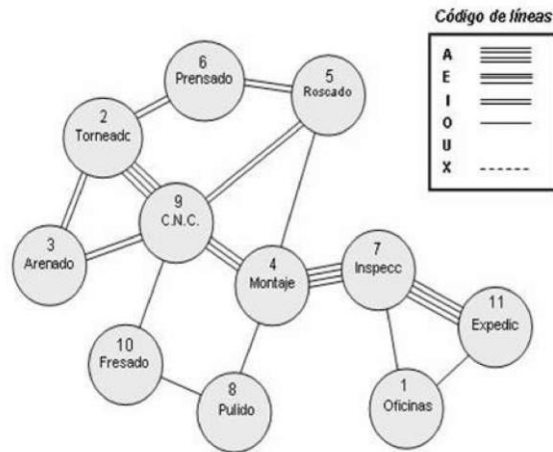 Código de líneas
A
E
I
O
U
X
6
Prensado
5
Roscado
2
Torneadc
9
C.N.C.
3
Arenado
4
Montaje
7
Inspecc
11
Expedic
10
Fresado
8
Pulido
1
Oficinas